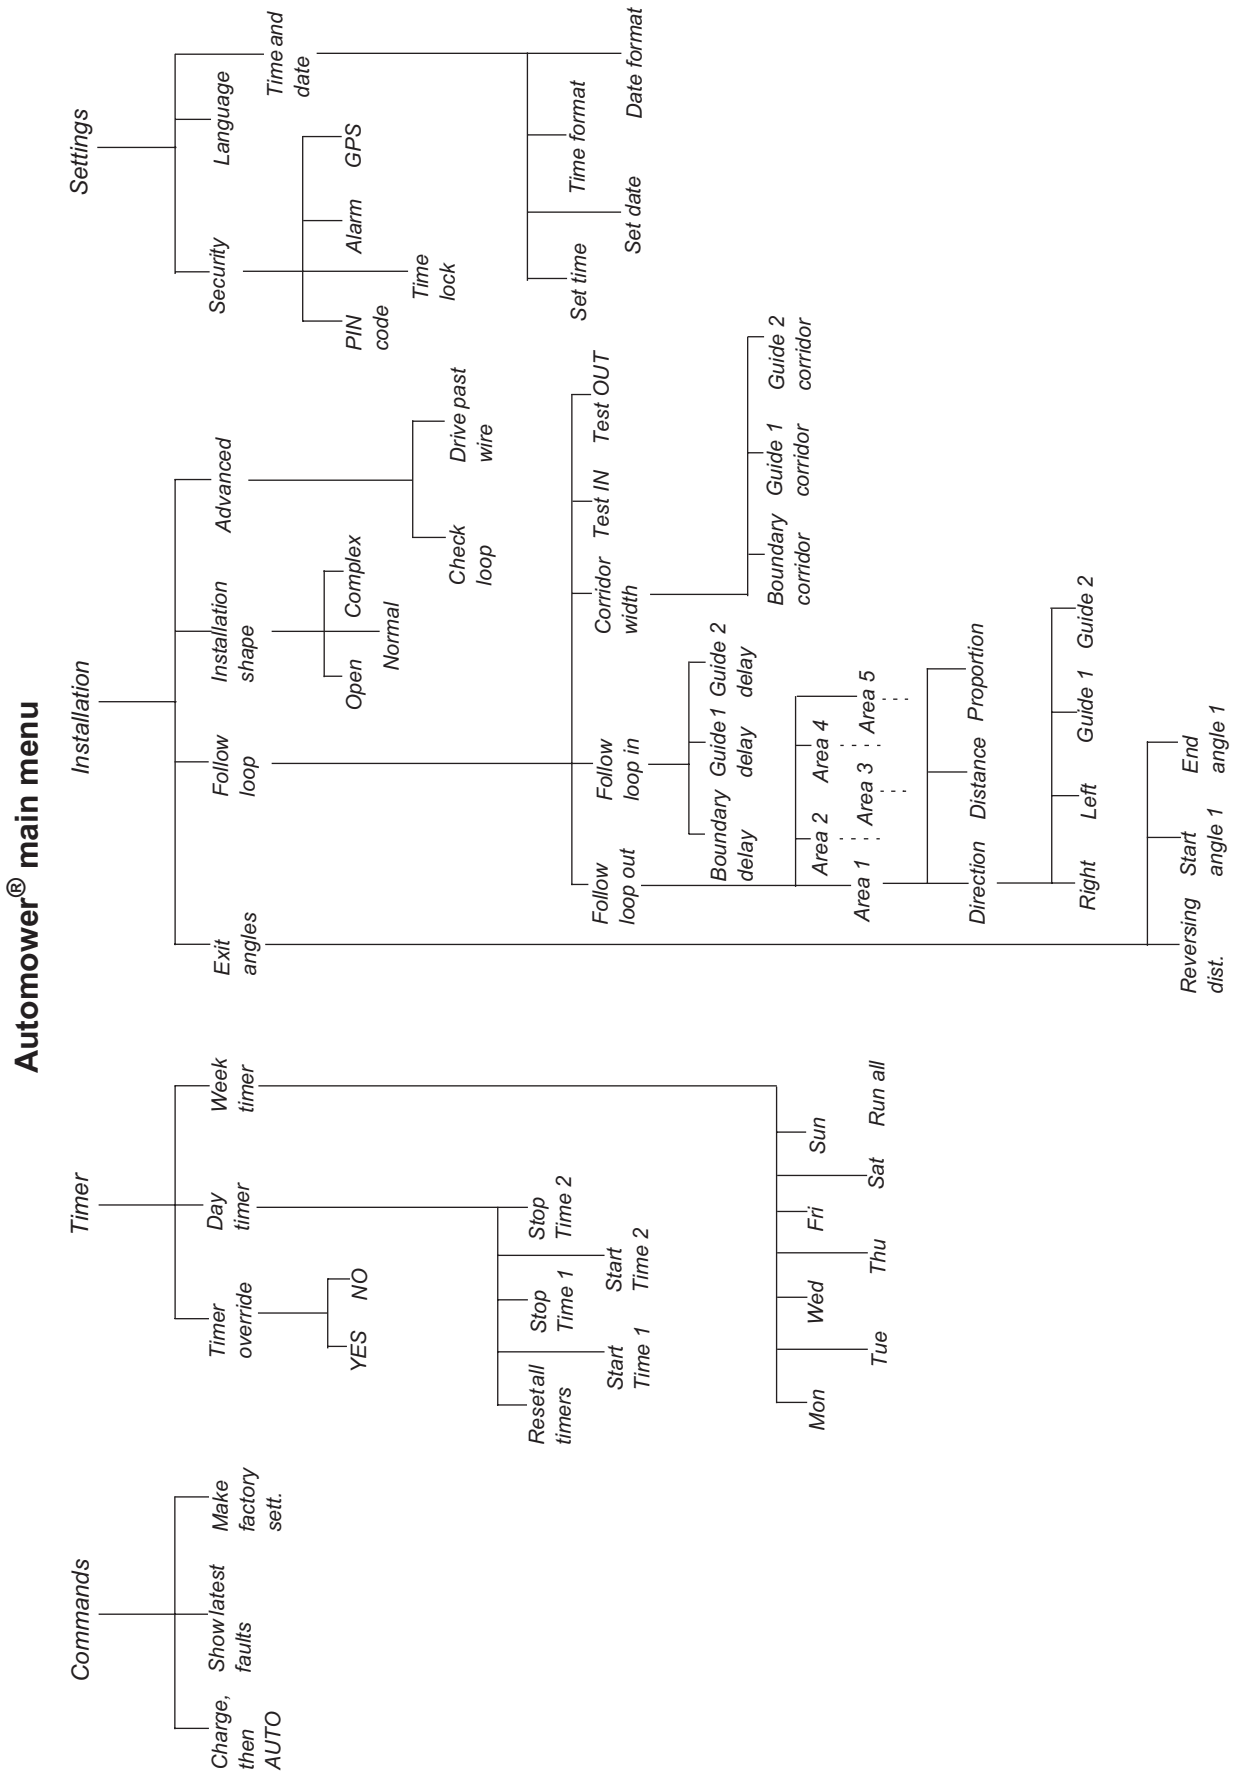 Automower® main menu
Commands
Charge,
then
AUTO
Show latest
faults
Make
factory
sett.
Timer
Timer
override
YES
NO
Day
timer
Reset all
timers
Start
Time 1
Stop
Time 1
Start
Time 2
Stop
Time 2
Week
timer
Mon
Tue
Wed
Thu
Fri
Sat
Sun
Run all
Installation
Exit
angles
Reversing
dist.
Start
angle 1
End
angle 1
Follow
loop
Follow
loop out
Area 1
Area 2
Area 3
Area 4
Area 5
Direction
Distance
Proportion
Right
Left
Guide 1
Guide 2
Follow
loop in
Boundary
delay
Guide 1
delay
Guide 2
delay
Corridor
width
Boundary
corridor
Guide 1
corridor
Guide 2
corridor
Test IN
Test OUT
Installation
shape
Open
Normal
Complex
Advanced
Check
loop
Drive past
wire
Settings
Security
PIN
code
Time
lock
Alarm
GPS
Language
Time and
date
Set time
Set date
Time format
Date format